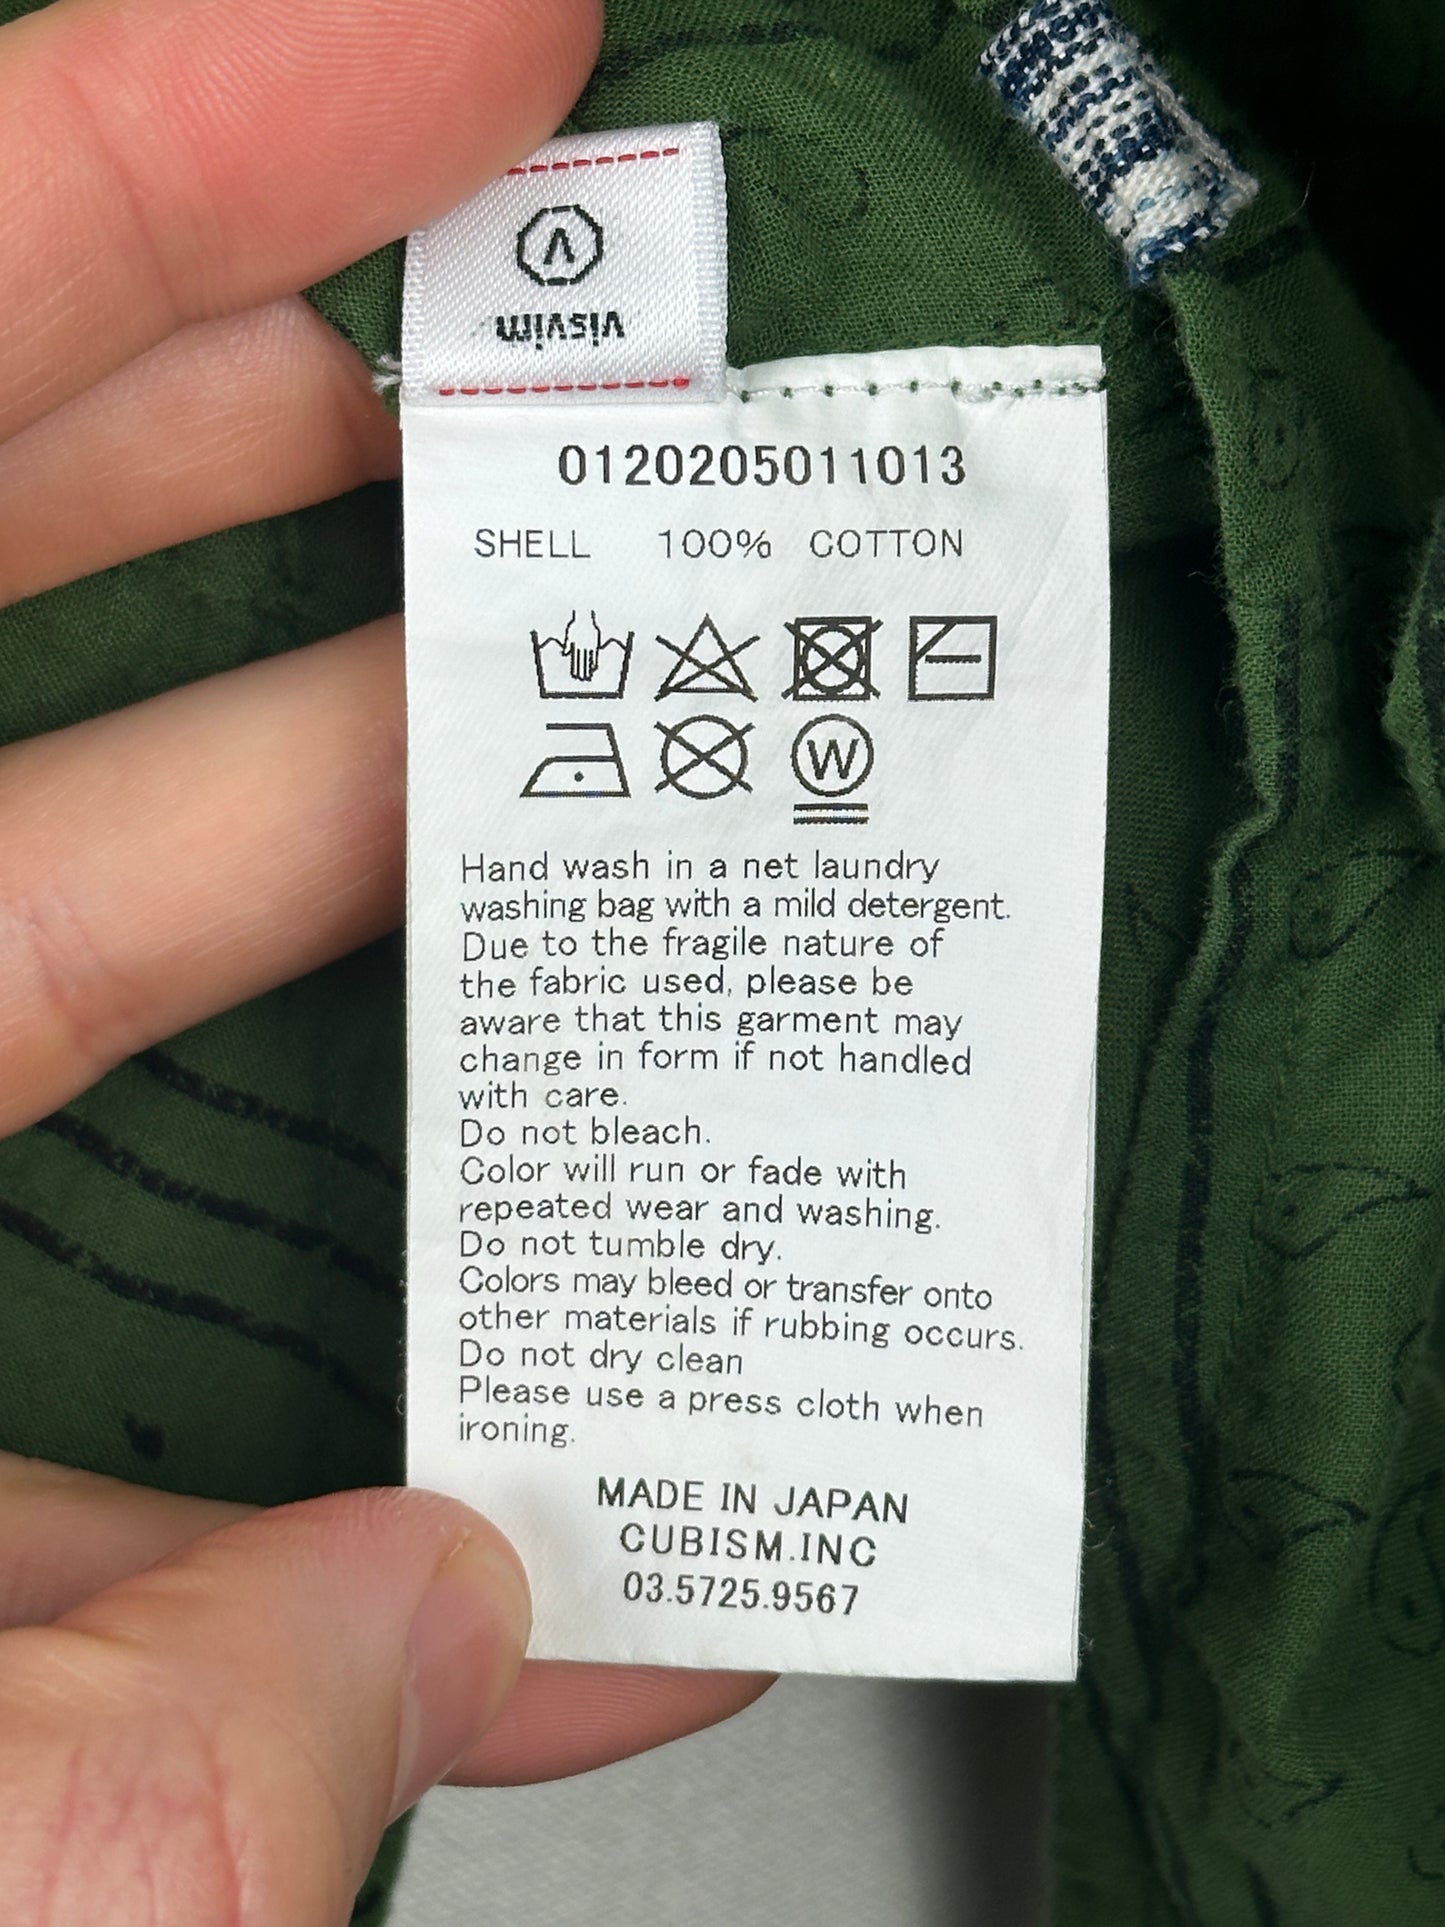 visvim
0120205011013
SHELL 100% COTTON
W
Hand wash in a net laundry
washing bag with a mild detergent.
Due to the fragile nature of
the fabric used, please be
aware that this garment may
change in form if not handled
with care.
Do not bleach.
Color will run or fade with
repeated wear and washing.
Do not tumble dry.
Colors may bleed or transfer onto
other materials if rubbing occurs.
Do not dry clean
Please use a press cloth when
ironing.
MADE IN JAPAN
CUBISM.INC
03.5725.9567